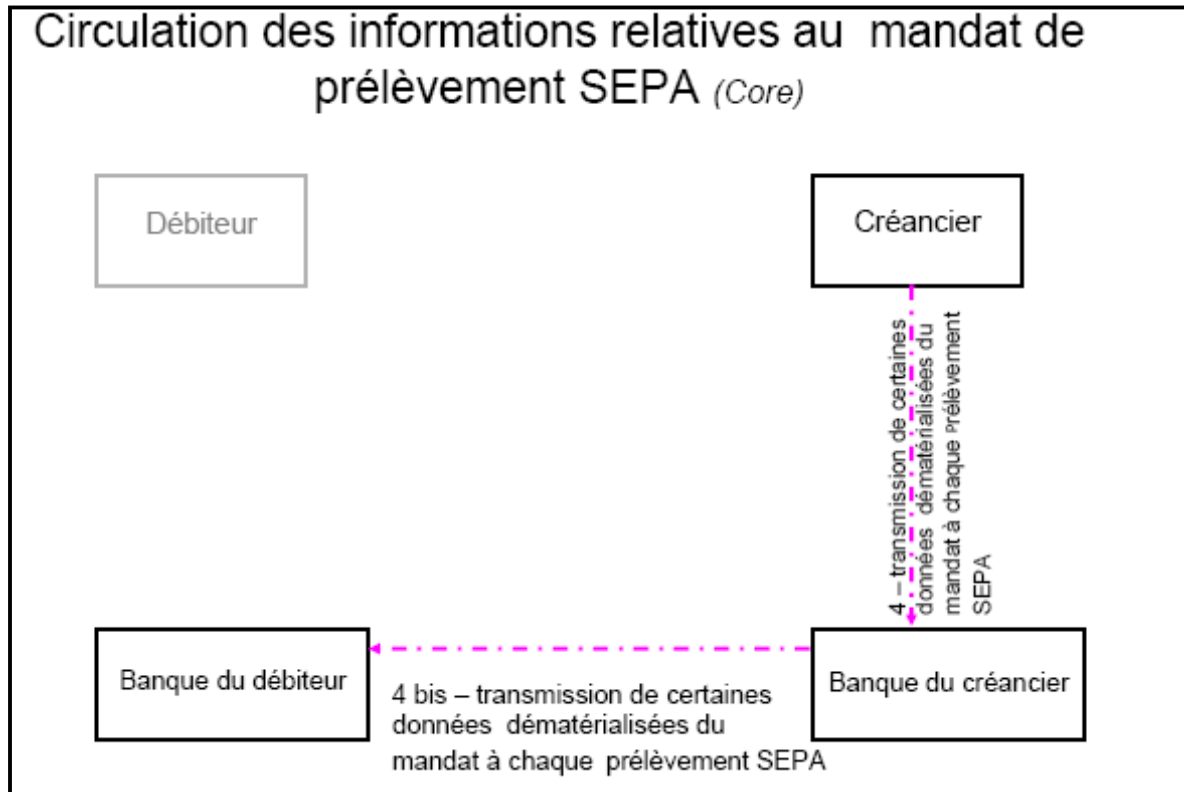 Circulation des informations relatives au mandat de
prélèvement SEPA (Core)
Débiteur
Créancier
4 – transmission de certaines
données dématérialisées du
mandat à chaque prélèvement
SEPA
Banque du débiteur
Banque du créancier
4 bis – transmission de certaines
données dématérialisées du
mandat à chaque prélèvement SEPA